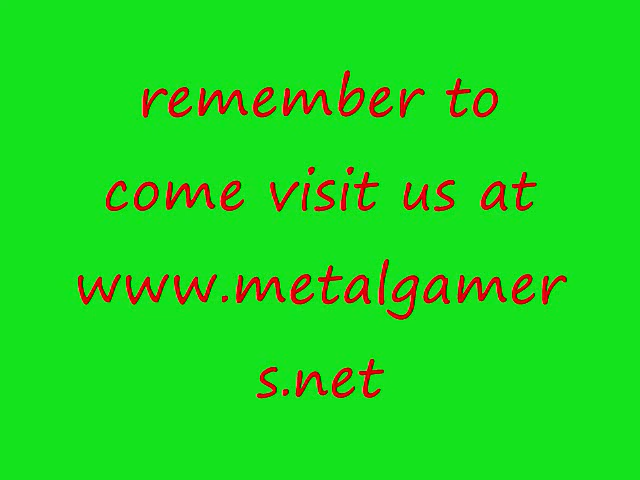 remember to
come visit us at
www.metalgamer
s.net